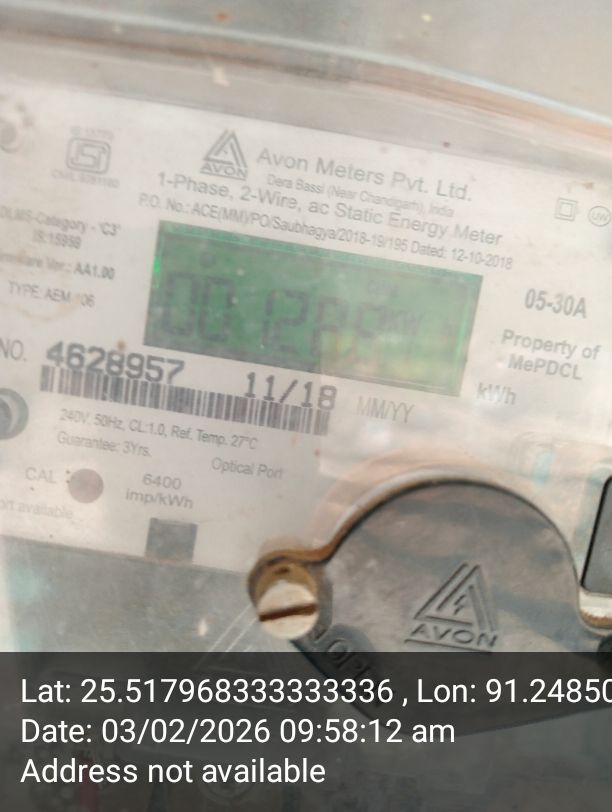 AVON
Avon Meters Pvt. Ltd.
Dera Bassi (Near Chandigarh), India
1-Phase, 2-Wire, ac Static Energy Meter
P.O. No.: ACE(MM)/PO/Saubhagya/2018-19/195 Dated: 12-10-2018
DLMS-Category - 'C3'
IS:15959
Ver.: AA1.00
TYPE: AEM 06
05-30A
Property of
MePDCL
kWh
NO. 4628957 11/18 MM/YY
240V, 50Hz, CL:1.0, Ref. Temp. 27°C
Guarantee: 3Yrs.
Optical Port
CAL
6400
imp/kWh
available
AVON
Lat: 25.517968333333336 , Lon: 91.24850
Date: 03/02/2026 09:58:12 am
Address not available